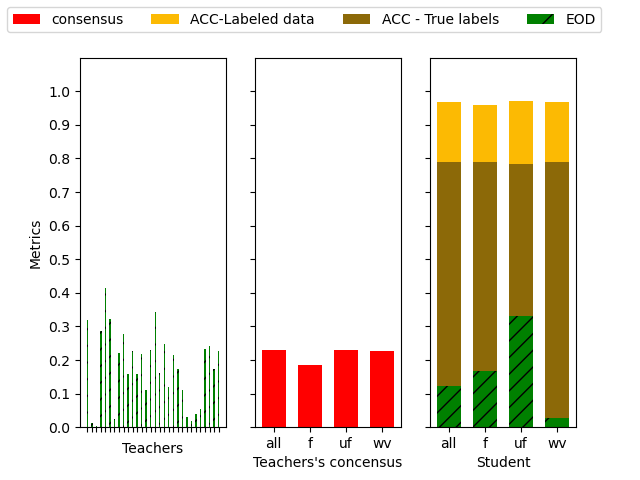 consensus ACC-Labeled data ACC - True labels EOD
Metrics
1.0
0.9
0.8
0.7
0.6
0.5
0.4
0.3
0.2
0.1
0.0
Teachers
all f uf wv
Teachers's concensus
all f uf wv
Student